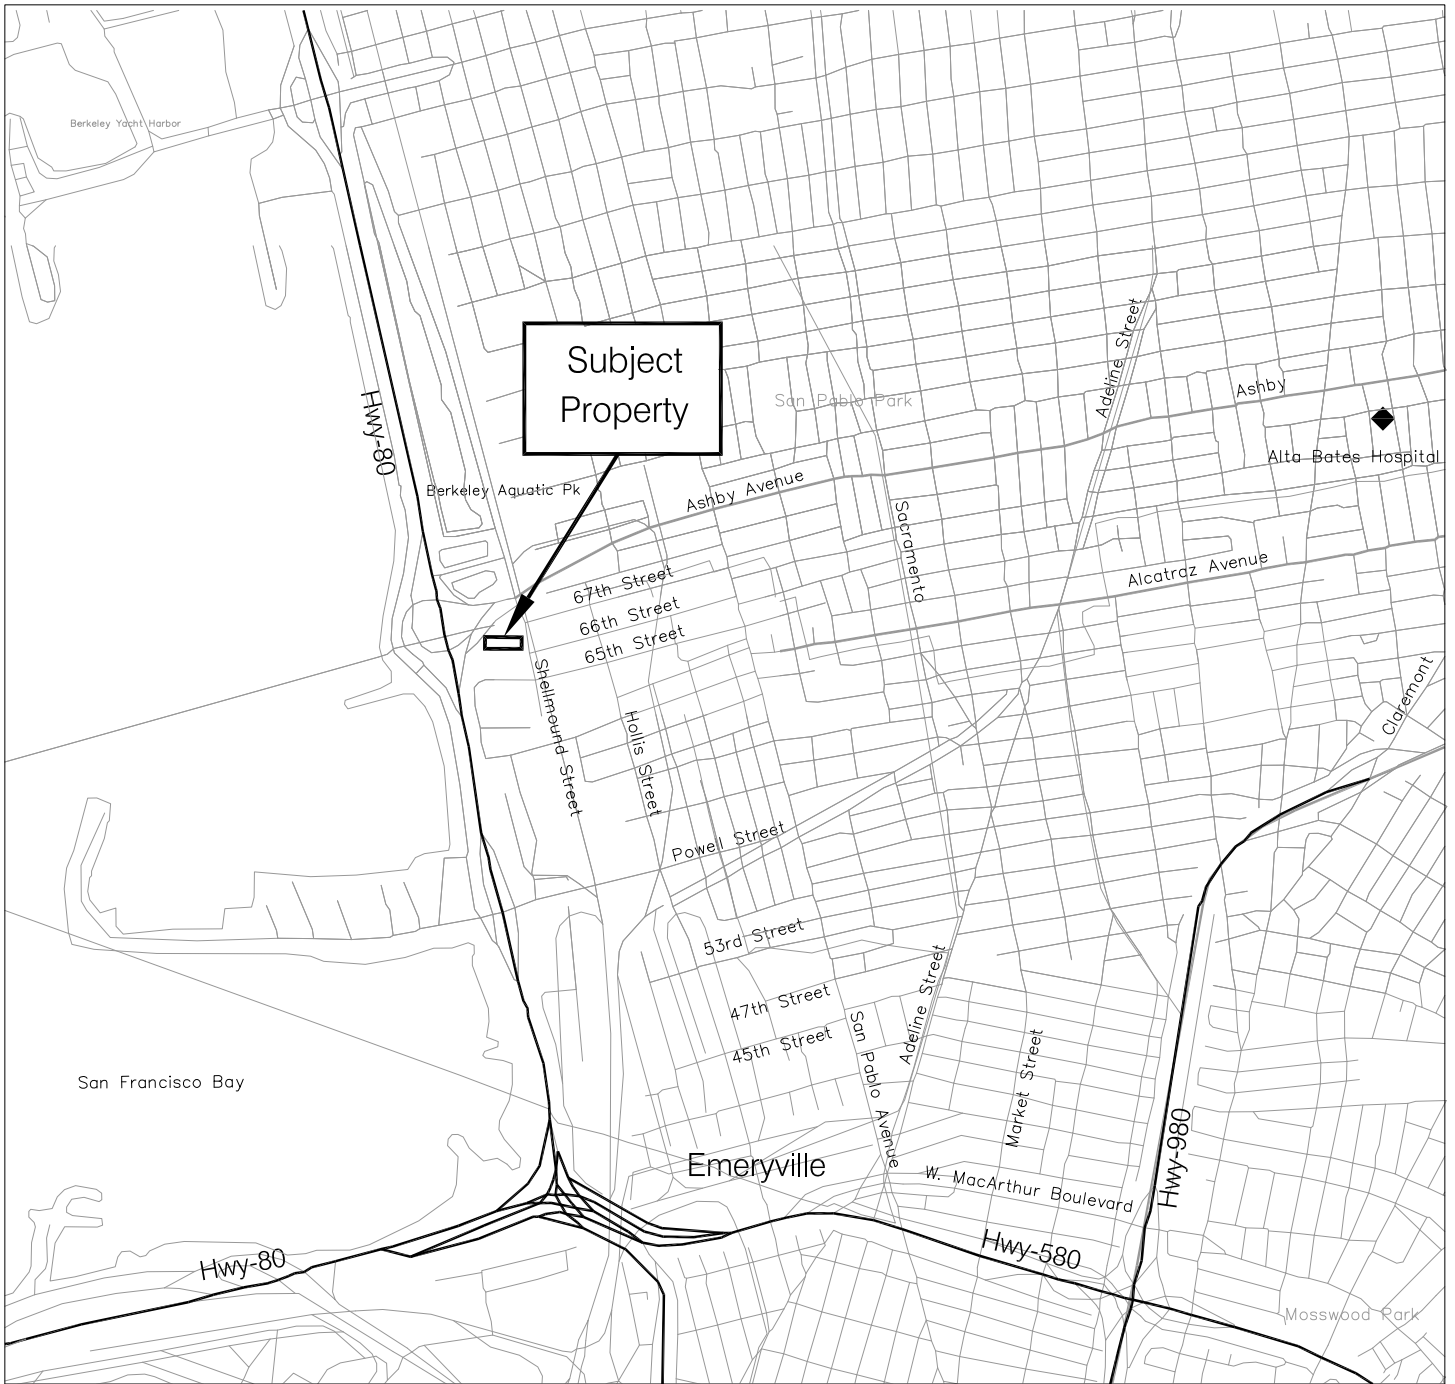 Berkeley Yacht Harbor
Adeline Street
Subject
Property
Hwy-80
San Pablo Park
Ashby
Alta Bates Hospital
Berkeley Aquatic Pk
Ashby Avenue
Sacramento
Alcatraz Avenue
67th Street
66th Street
65th Street
Shellmound Street
Hollis Street
Claremont
Powell Street
53rd Street
47th Street
45th Street
San Pablo Avenue
Adeline Street
Market Street
San Francisco Bay
Emeryville
W. MacArthur Boulevard
Hwy-980
Hwy-80
Hwy-580
Mosswood Park